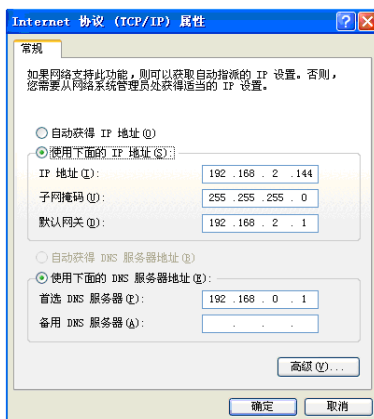 Internet 协议 (TCP/IP) 属性
常规
如果网络支持此功能,则可以获取自动指派的 IP 设置。否则,
您需要从网络系统管理员处获得适当的 IP 设置。
自动获得 IP 地址(O)
使用下面的 IP 地址(S):
IP 地址(I): 192 .168 . 2 .144
子网掩码(U): 255 .255 .255 . 0
默认网关(D): 192 .168 . 2 . 1
自动获得 DNS 服务器地址(B)
使用下面的 DNS 服务器地址(E):
首选 DNS 服务器(P): 192 .168 . 0 . 1
备用 DNS 服务器(A): . . .
高级(V)...
确定 取消